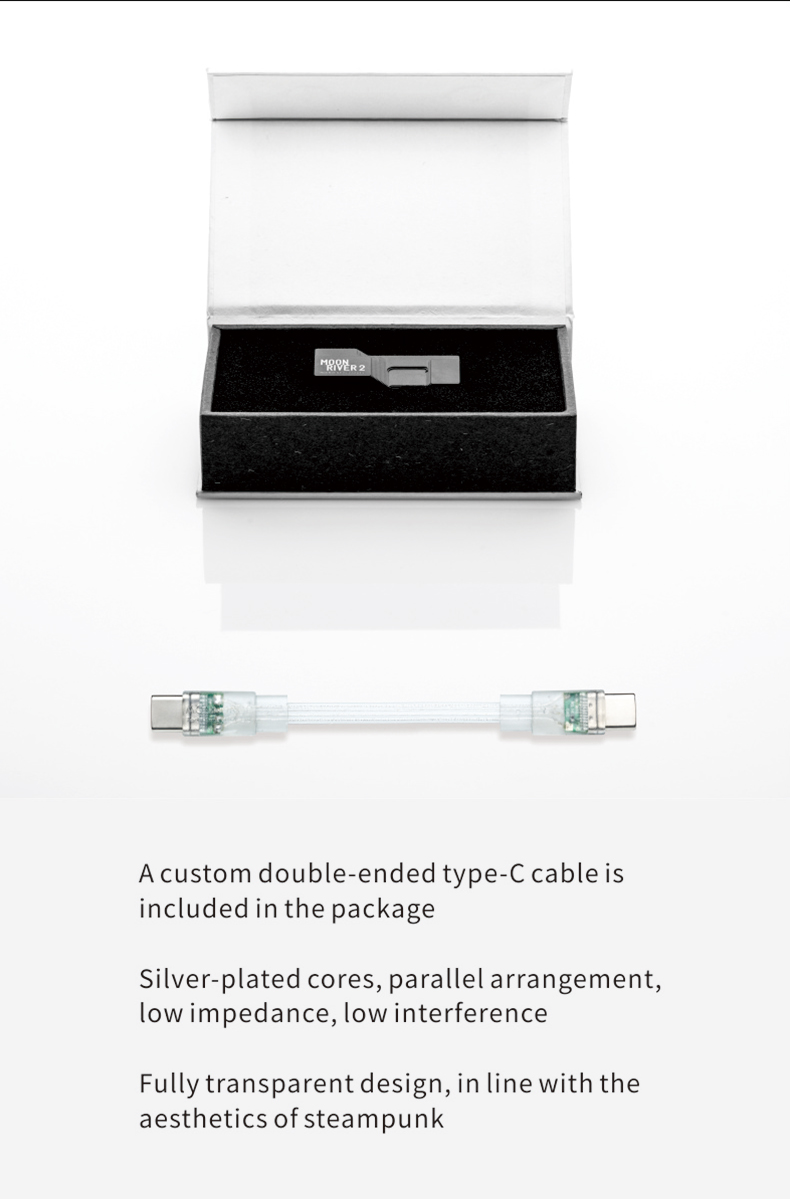 MOON
RIVER 2
A custom double-ended type-C cable is
included in the package
Silver-plated cores, parallel arrangement,
low impedance, low interference
Fully transparent design, in line with the
aesthetics of steampunk